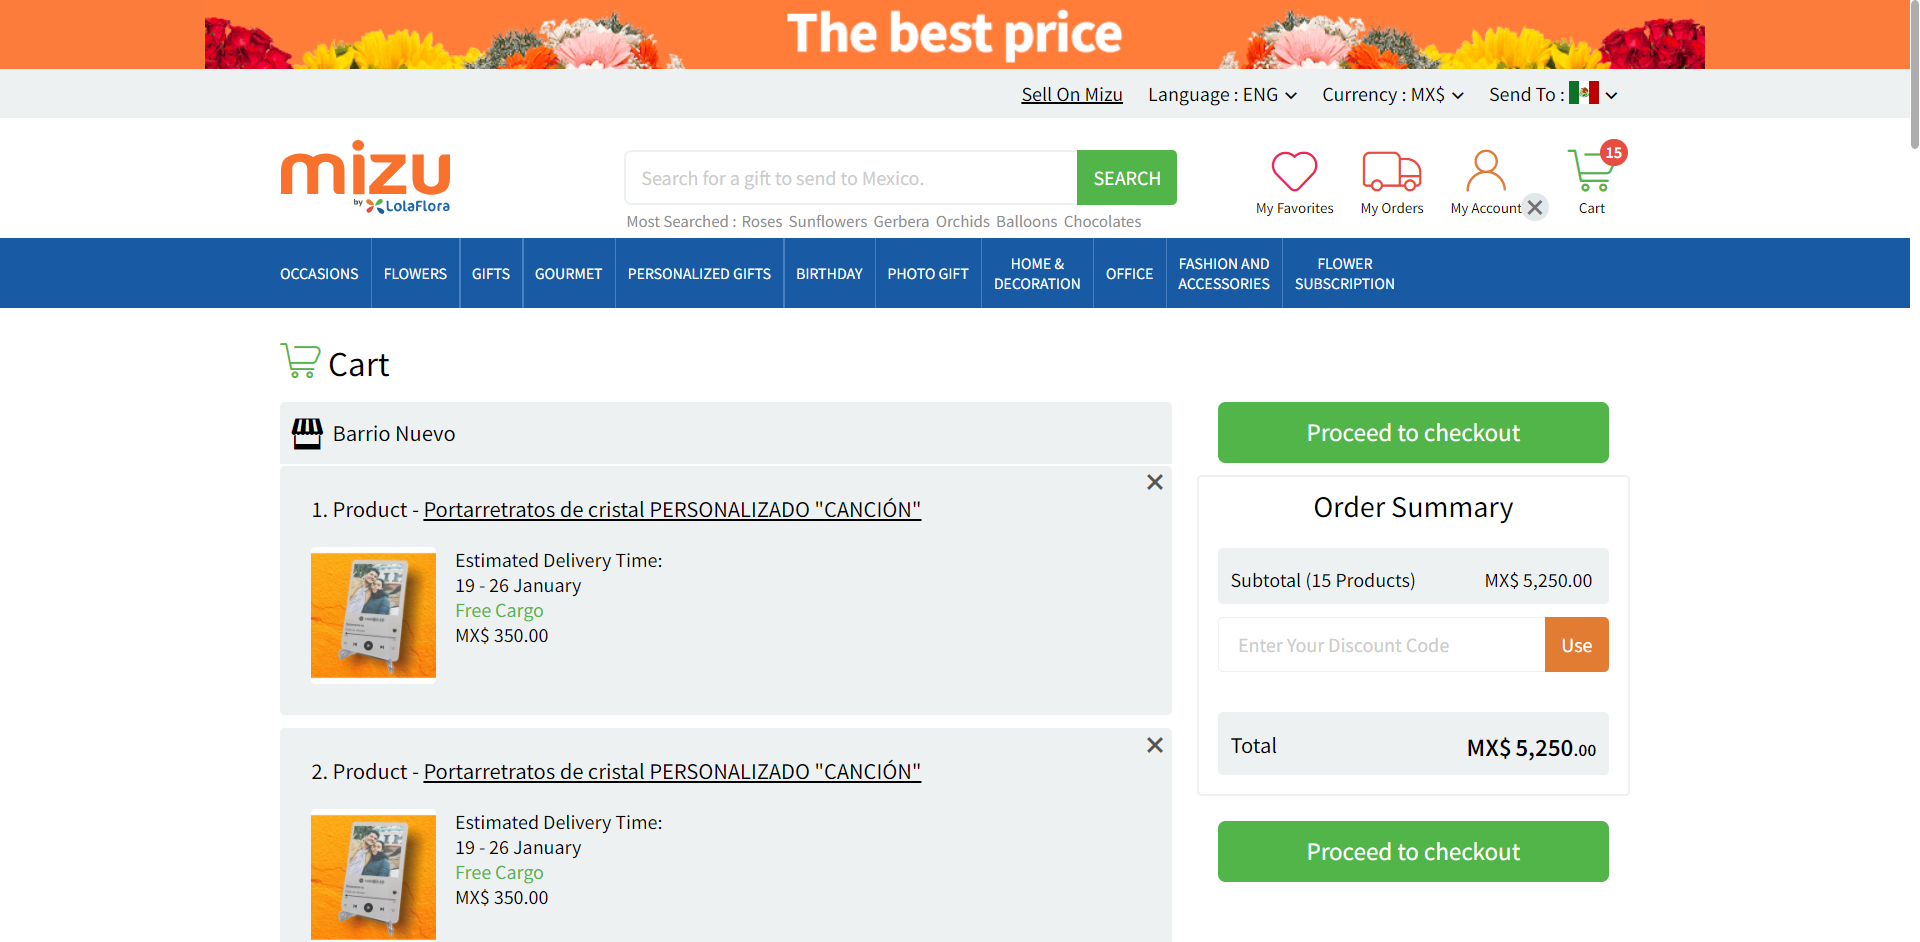 The best price
Sell On Mizu Language : ENG Currency : MX$ Send To :
mizu
by LolaFlora
Search for a gift to send to Mexico. SEARCH
Most Searched : Roses Sunflowers Gerbera Orchids Balloons Chocolates
My Favorites My Orders My Account 15 Cart
OCCASIONS FLOWERS GIFTS GOURMET PERSONALIZED GIFTS BIRTHDAY PHOTO GIFT HOME & DECORATION OFFICE FASHION AND ACCESSORIES FLOWER SUBSCRIPTION
Cart
Barrio Nuevo
1. Product - Portarretratos de cristal PERSONALIZADO "CANCIÓN"
Estimated Delivery Time:
19 - 26 January
Free Cargo
MX$ 350.00
2. Product - Portarretratos de cristal PERSONALIZADO "CANCIÓN"
Estimated Delivery Time:
19 - 26 January
Free Cargo
MX$ 350.00
Proceed to checkout
Order Summary
Subtotal (15 Products) MX$ 5,250.00
Enter Your Discount Code Use
Total MX$ 5,250.00
Proceed to checkout